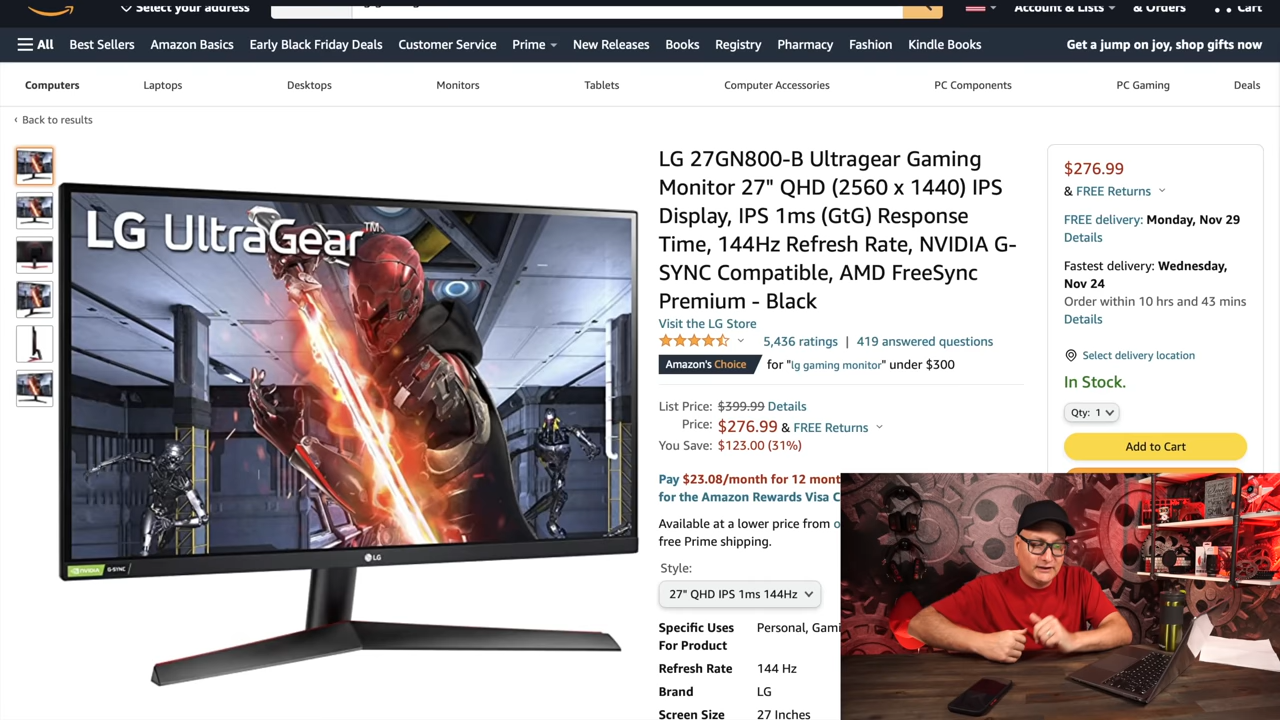 Select your address
Account & Lists
& Orders
Cart
All
Best Sellers
Amazon Basics
Early Black Friday Deals
Customer Service
Prime
New Releases
Books
Registry
Pharmacy
Fashion
Kindle Books
Get a jump on joy, shop gifts now
Computers
Laptops
Desktops
Monitors
Tablets
Computer Accessories
PC Components
PC Gaming
Deals
‹ Back to results
LG UltraGear™
LG
NVIDIA G-SYNC
LG 27GN800-B Ultragear Gaming
Monitor 27" QHD (2560 x 1440) IPS
Display, IPS 1ms (GtG) Response
Time, 144Hz Refresh Rate, NVIDIA G-
SYNC Compatible, AMD FreeSync
Premium - Black
Visit the LG Store
5,436 ratings | 419 answered questions
Amazon's Choice for "lg gaming monitor" under $300
List Price: $399.99 Details
Price: $276.99 & FREE Returns
You Save: $123.00 (31%)
Pay $23.08/month for 12 mont
for the Amazon Rewards Visa C
Available at a lower price from o
free Prime shipping.
Style:
27" QHD IPS 1ms 144Hz
Specific Uses Personal, Gami
For Product
Refresh Rate 144 Hz
Brand LG
Screen Size 27 Inches
$276.99
& FREE Returns
FREE delivery: Monday, Nov 29
Details
Fastest delivery: Wednesday,
Nov 24
Order within 10 hrs and 43 mins
Details
Select delivery location
In Stock.
Qty: 1
Add to Cart